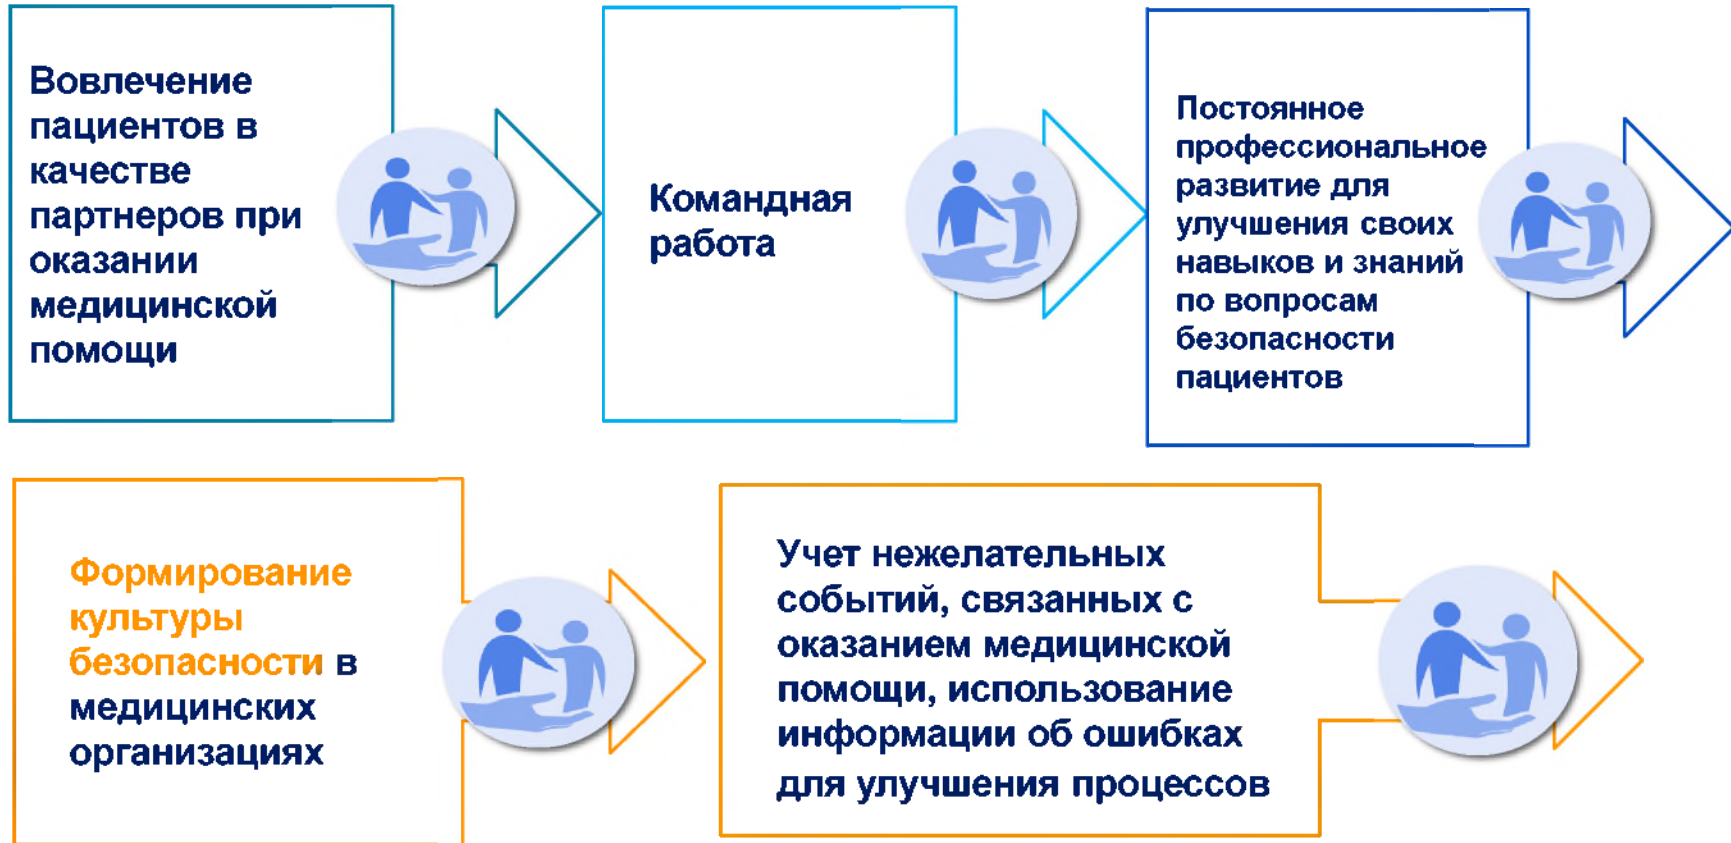 Вовлечение
пациентов в
качестве
партнеров при
оказании
медицинской
помощи
Командная
работа
Постоянное
профессиональное
развитие для
улучшения своих
навыков и знаний
по вопросам
безопасности
пациентов
Формирование
культуры
безопасности в
медицинских
организациях
Учет нежелательных
событий, связанных с
оказанием медицинской
помощи, использование
информации об ошибках
для улучшения процессов